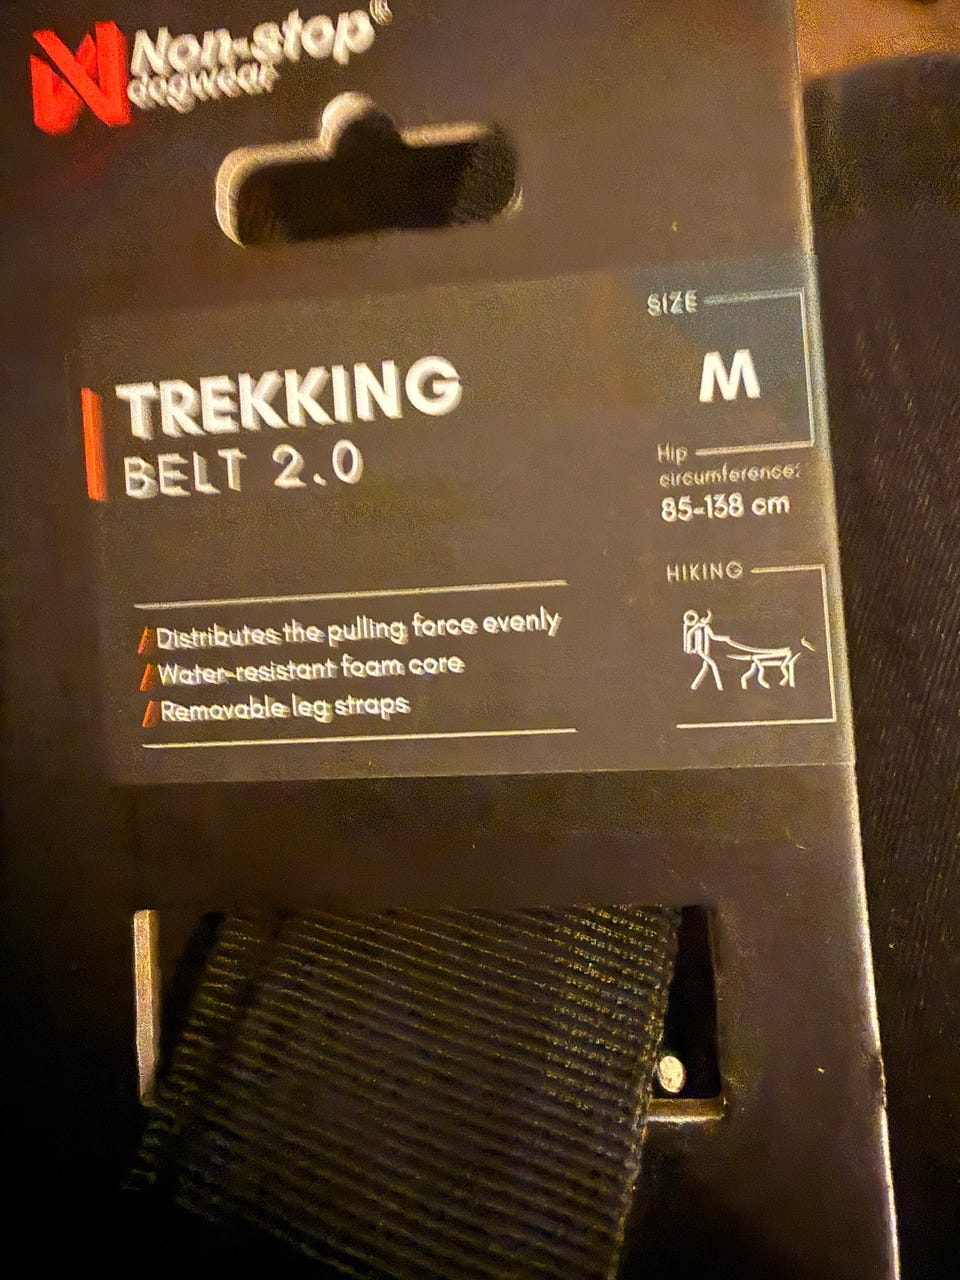 Non-stop®
dogwear
SIZE
M
TREKKING
BELT 2.0
Hip
circumference:
85-138 cm
HIKING
Distributes the pulling force evenly
Water-resistant foam core
Removable leg straps